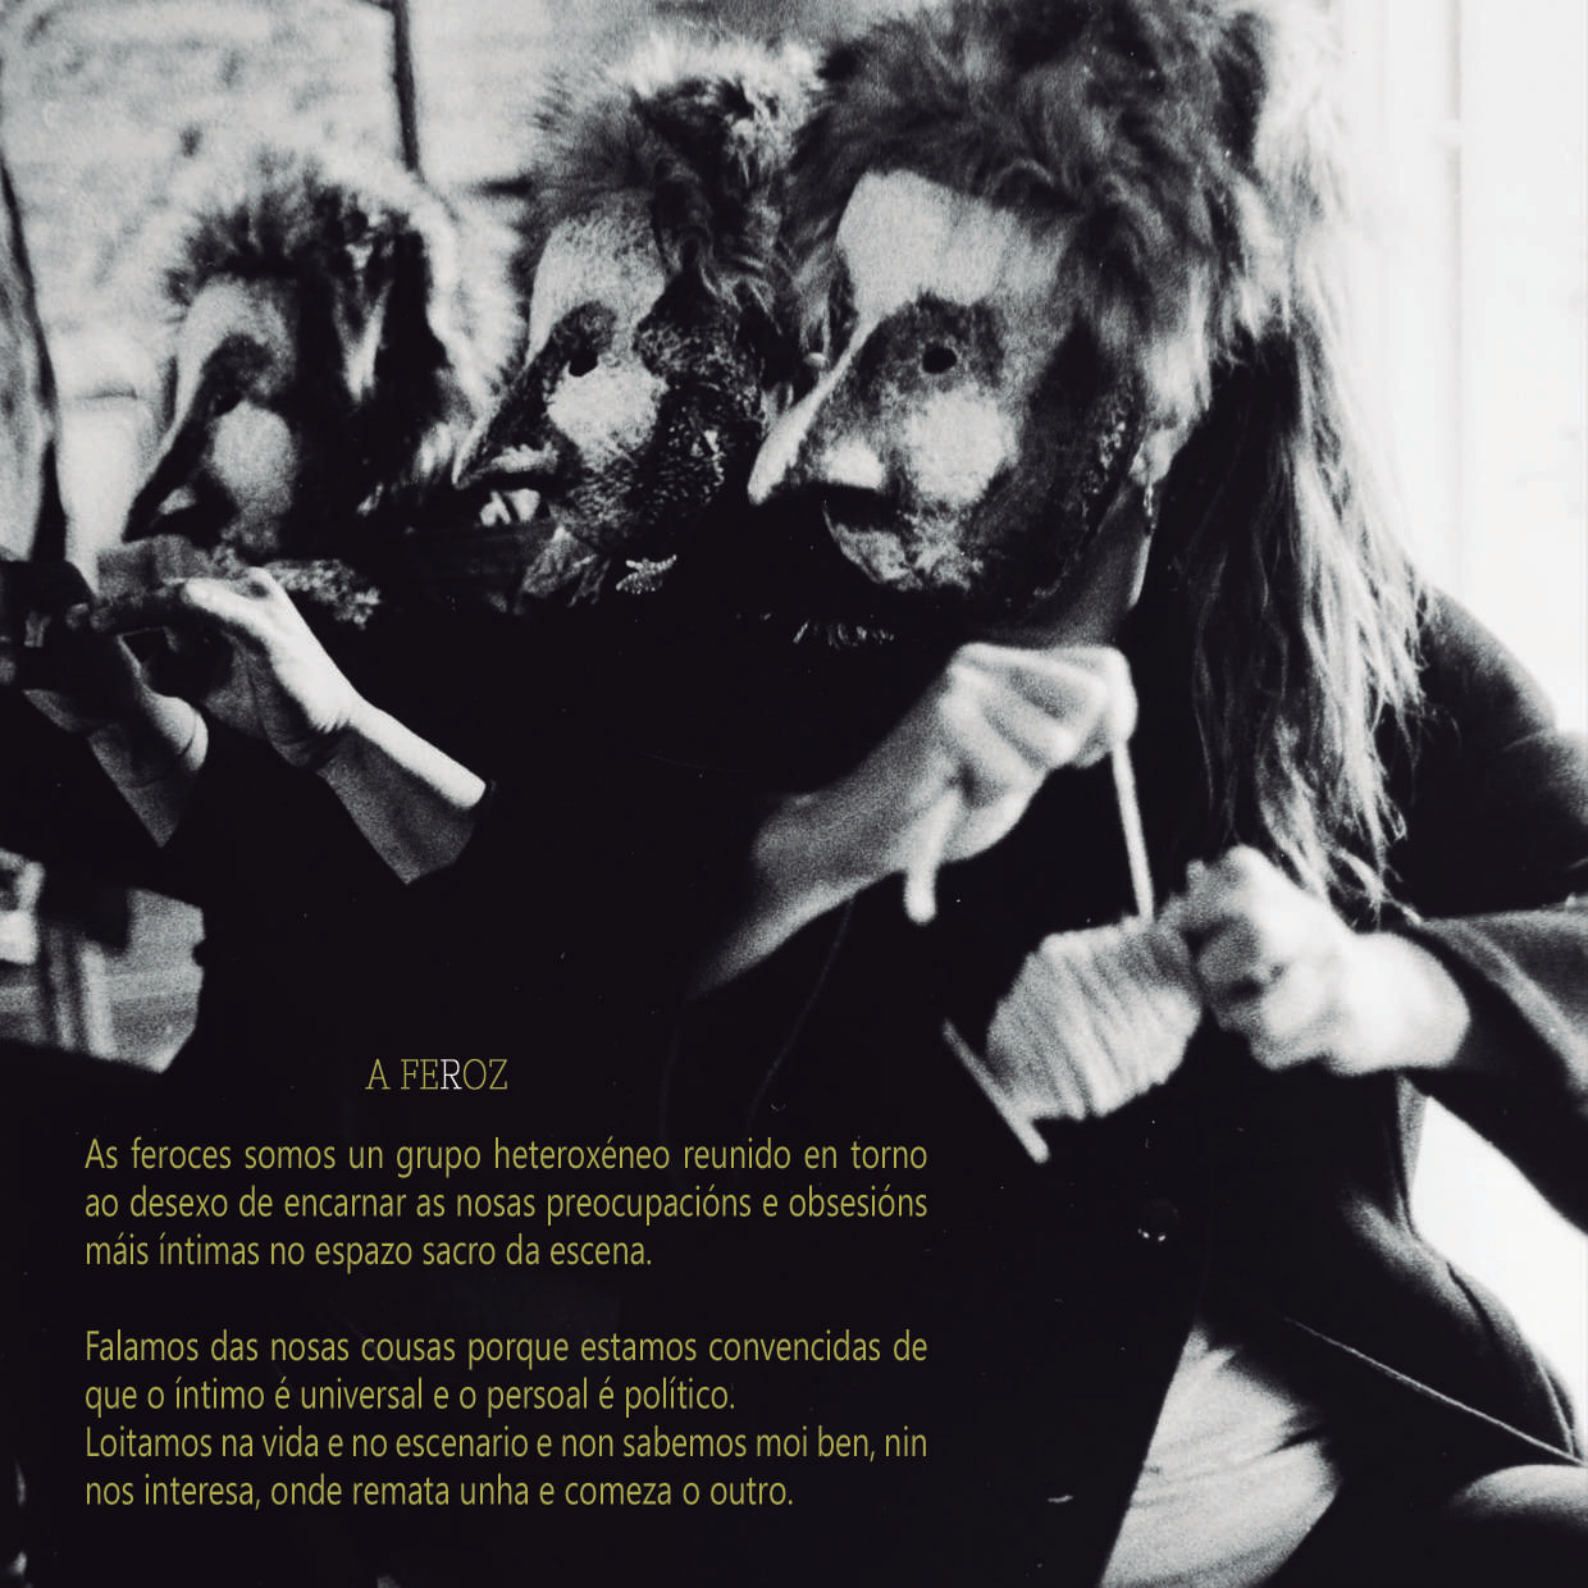 A FEROZ
As feroces somos un grupo heteroxéneo reunido en torno
ao desexo de encarnar as nosas preocupacións e obsesións
máis íntimas no espazo sacro da escena.
Falamos das nosas cousas porque estamos convencidas de
que o íntimo é universal e o persoal é político.
Loitamos na vida e no escenario e non sabemos moi ben, nin
nos interesa, onde remata unha e comeza o outro.